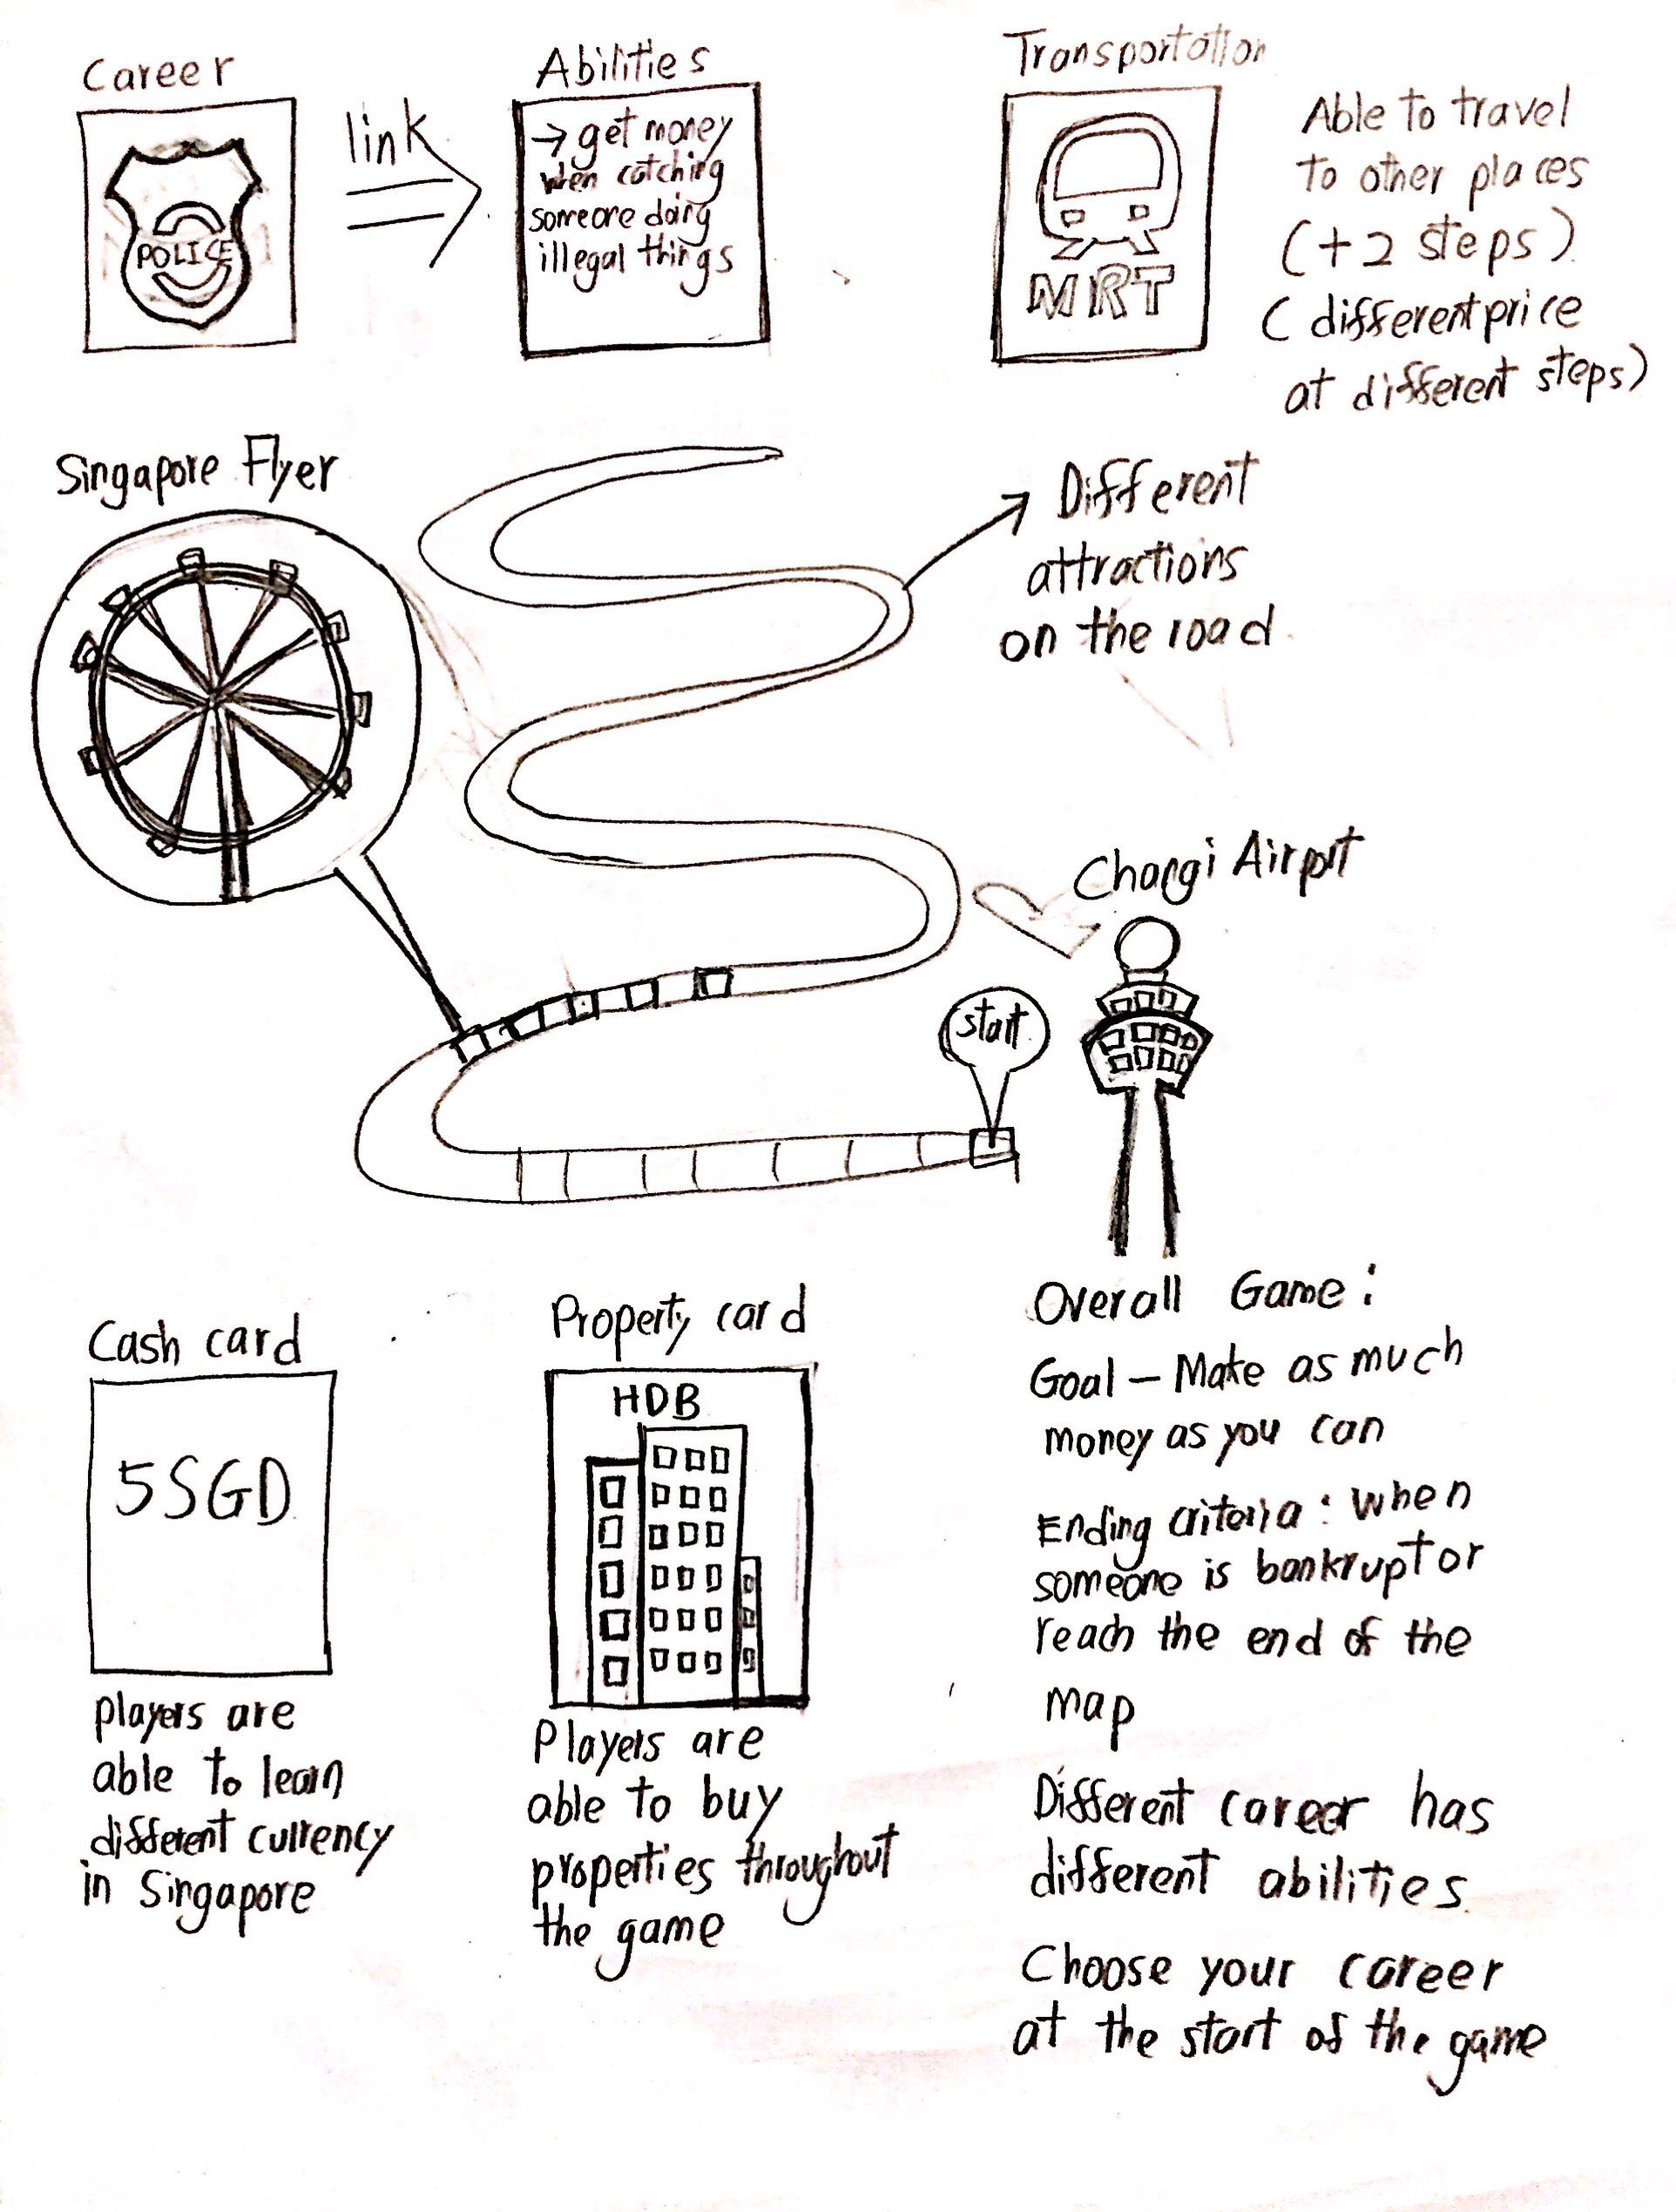 Career
POLICE
link
Abilities
→ get money
when catching
someone doing
illegal things
Transportation
MRT
Able to travel
to other places
(+2 steps)
(different price
at different steps)
Singapore Flyer
Different
attractions
on the road
Changi Airport
start
Cash card
5SGD
players are
able to learn
different currency
in Singapore
Property card
HDB
Players are
able to buy
properties throughout
the game
Overall Game:
Goal – Make as much
money as you can
Ending criteria: when
someone is bankrupt or
reach the end of the
map
Different career has
different abilities.
Choose your career
at the start of the game